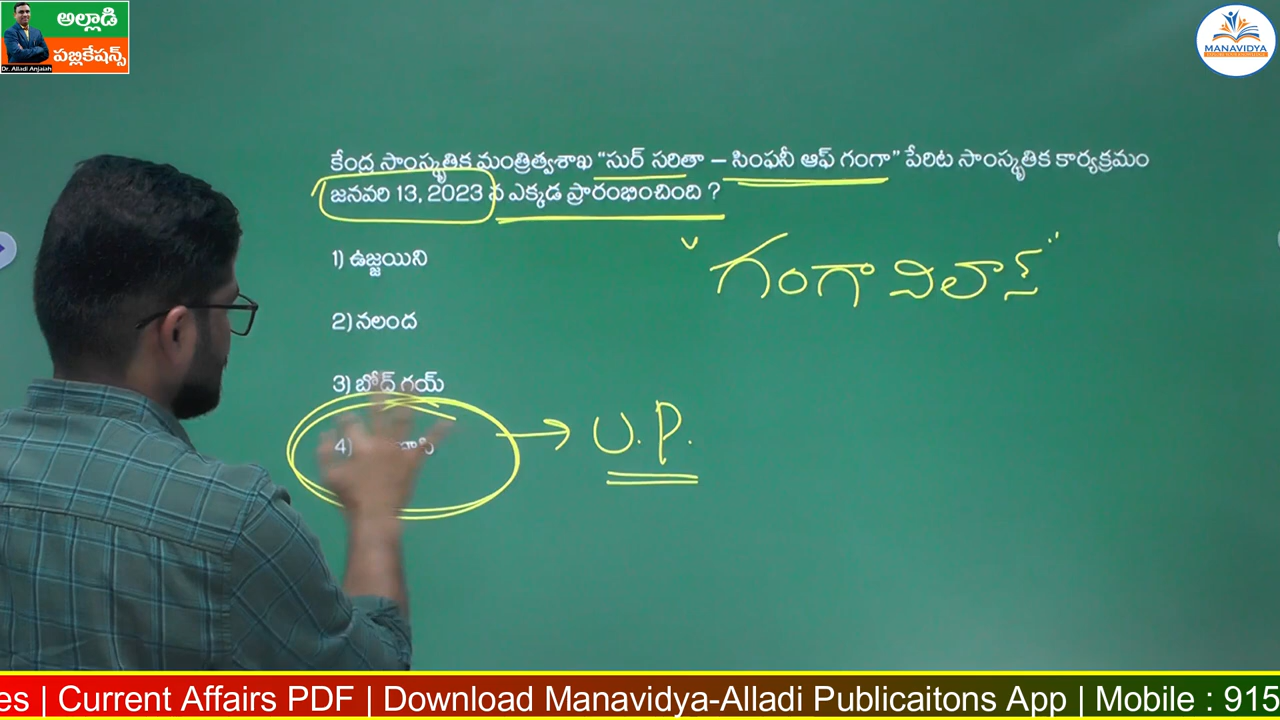 అల్లాడి
పబ్లికేషన్స్
Dr. Alladi Anjaiah
MANAVIDYA
కేంద్ర సాంస్కృతిక మంత్రిత్వశాఖ "సుర్ సరితా – సింఫనీ ఆఫ్ గంగా" పేరిట సాంస్కృతిక కార్యక్రమం
జనవరి 13, 2023 న ఎక్కడ ప్రారంభించింది ?
"గంగా విలాస్"
1) ఉజ్జయిని
2) నలంద
3) బోద్ గయ్
4)
U.P.
es | Current Affairs PDF | Download Manavidya-Alladi Publicaitons App | Mobile : 915